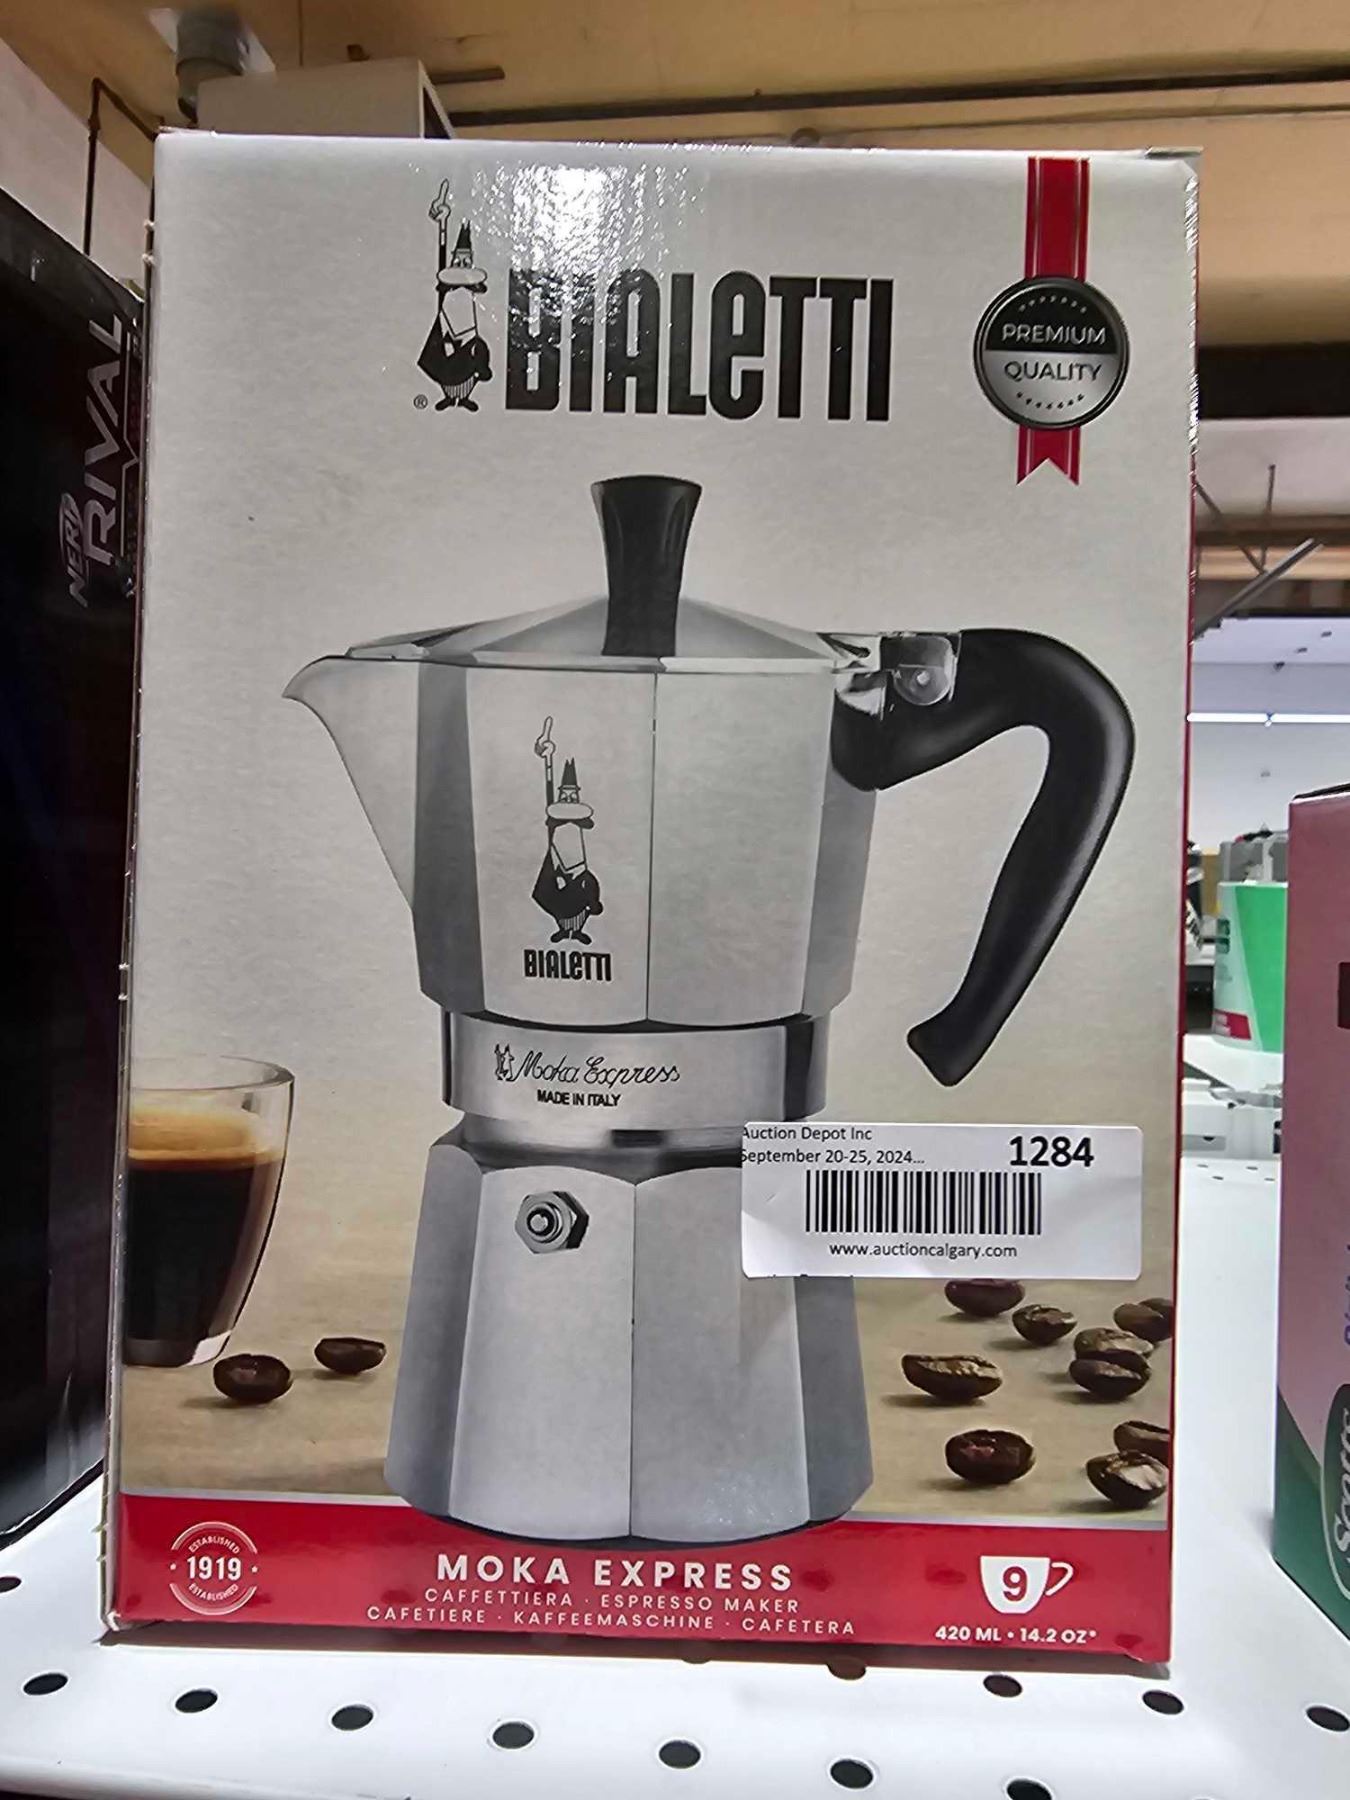 BIALETTI
®
PREMIUM
QUALITY
NERF
RIVAL
BIALETTI
Moka Express
MADE IN ITALY
Auction Depot Inc
September 20-25, 2024...
1284
www.auctioncalgary.com
ESTABLISHED
1919
ESTABLISHED
MOKA EXPRESS
CAFFETTIERA · ESPRESSO MAKER
CAFETIERE · KAFFEEMASCHINE · CAFETERA
9
420 ML • 14.2 OZ*